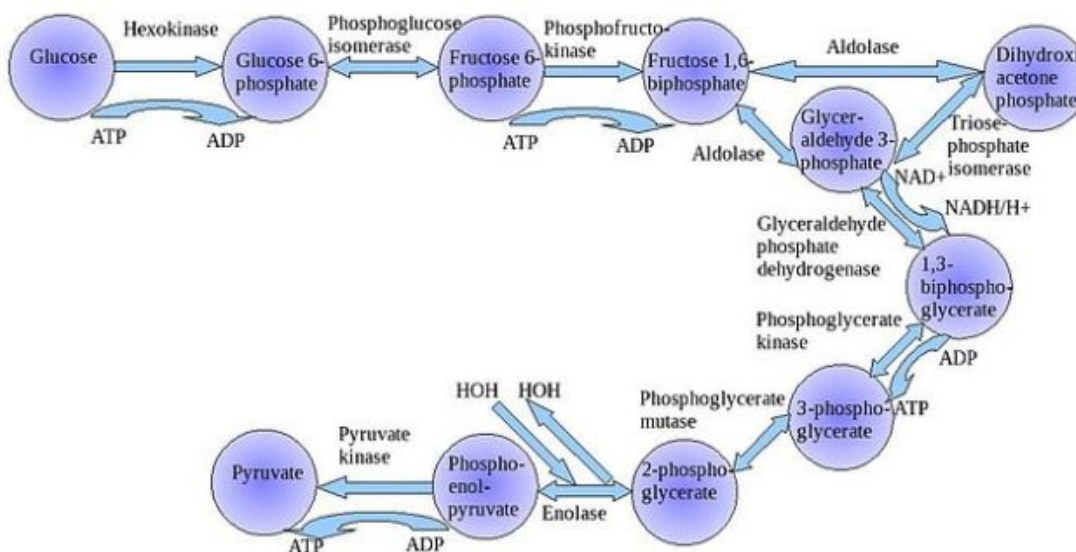 Glucose
Hexokinase
ATP
ADP
Glucose 6-
phosphate
Phosphoglucose
isomerase
Fructose 6-
phosphate
Phosphofructo-
kinase
ATP
ADP
Fructose 1,6-
biphosphate
Aldolase
Dihydrox
acetone
phosphate
Aldolase
Glycer-
aldehyde 3-
phosphate
Triose-
phosphate
isomerase
NAD+
NADH/H+
Glyceraldehyde
phosphate
dehydrogenase
1,3-
biphospho-
glycerate
Phosphoglycerate
kinase
ADP
ATP
3-phospho-
glycerate
Phosphoglycerate
mutase
2-phospho-
glycerate
HOH
HOH
Enolase
Phospho-
enol-
pyruvate
Pyruvate
kinase
ADP
ATP
Pyruvate